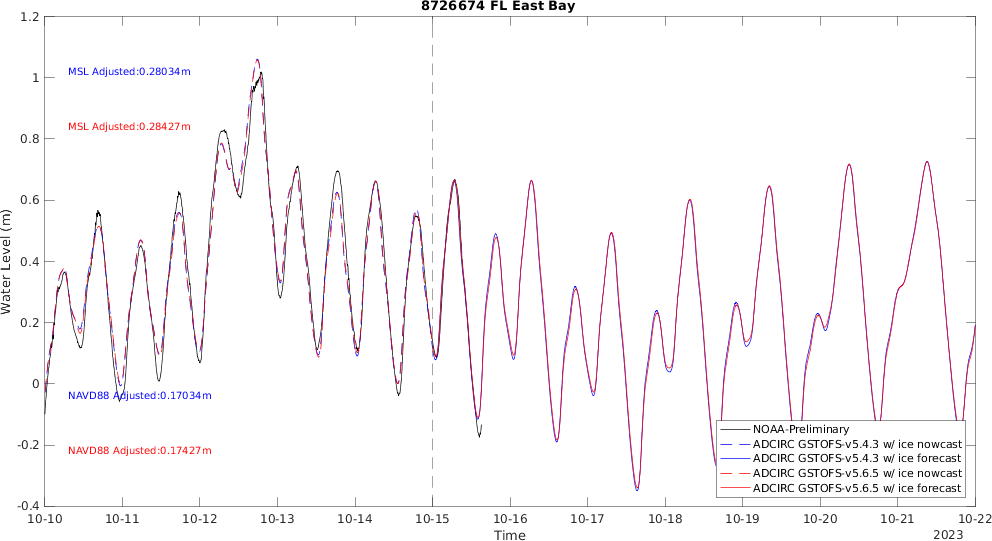 8726674 FL East Bay
1.2
1
0.8
0.6
0.4
0.2
0
-0.2
-0.4
Water Level (m)
MSL Adjusted:0.28034m
MSL Adjusted:0.28427m
NAVD88 Adjusted:0.17034m
NAVD88 Adjusted:0.17427m
NOAA-Preliminary
ADCIRC GSTOFS-v5.4.3 w/ ice nowcast
ADCIRC GSTOFS-v5.4.3 w/ ice forecast
ADCIRC GSTOFS-v5.6.5 w/ ice nowcast
ADCIRC GSTOFS-v5.6.5 w/ ice forecast
10-10 10-11 10-12 10-13 10-14 10-15 10-16 10-17 10-18 10-19 10-20 10-21 10-22
Time
2023